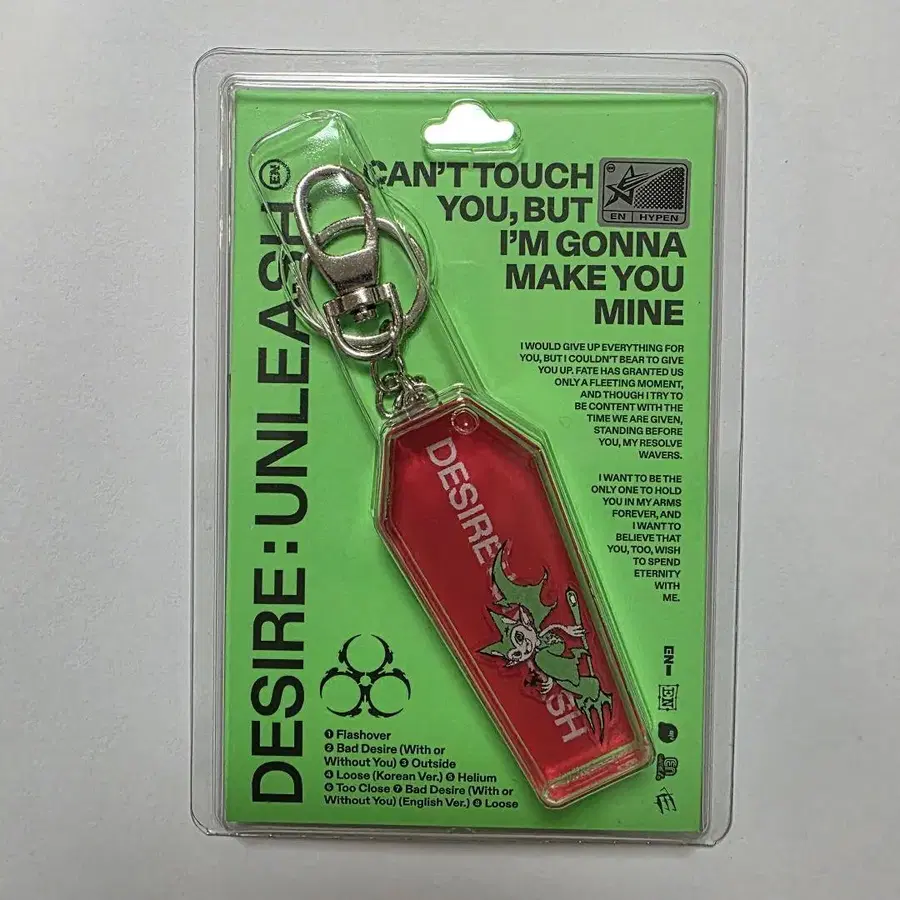 DESIRE : UNLEASH
EN
CAN'T TOUCH
YOU, BUT
I'M GONNA
MAKE YOU
MINE
EN HYPEN
I WOULD GIVE UP EVERYTHING FOR
YOU, BUT I COULDN'T BEAR TO GIVE
YOU UP. FATE HAS GRANTED US
ONLY A FLEETING MOMENT,
AND THOUGH I TRY TO
BE CONTENT WITH THE
TIME WE ARE GIVEN,
STANDING BEFORE
YOU, MY RESOLVE
WAVERS.
I WANT TO BE THE
ONLY ONE TO HOLD
YOU IN MY ARMS
FOREVER, AND
I WANT TO
BELIEVE THAT
YOU, TOO, WISH
TO SPEND
ETERNITY
WITH
ME.
DESIRE
SH
❶ Flashover
❷ Bad Desire (With or
Without You) ❸ Outside
❹ Loose (Korean Ver.) ❺ Helium
❻ Too Close ❼ Bad Desire (With or
Without You) (English Ver.) ❽ Loose
EN
EN